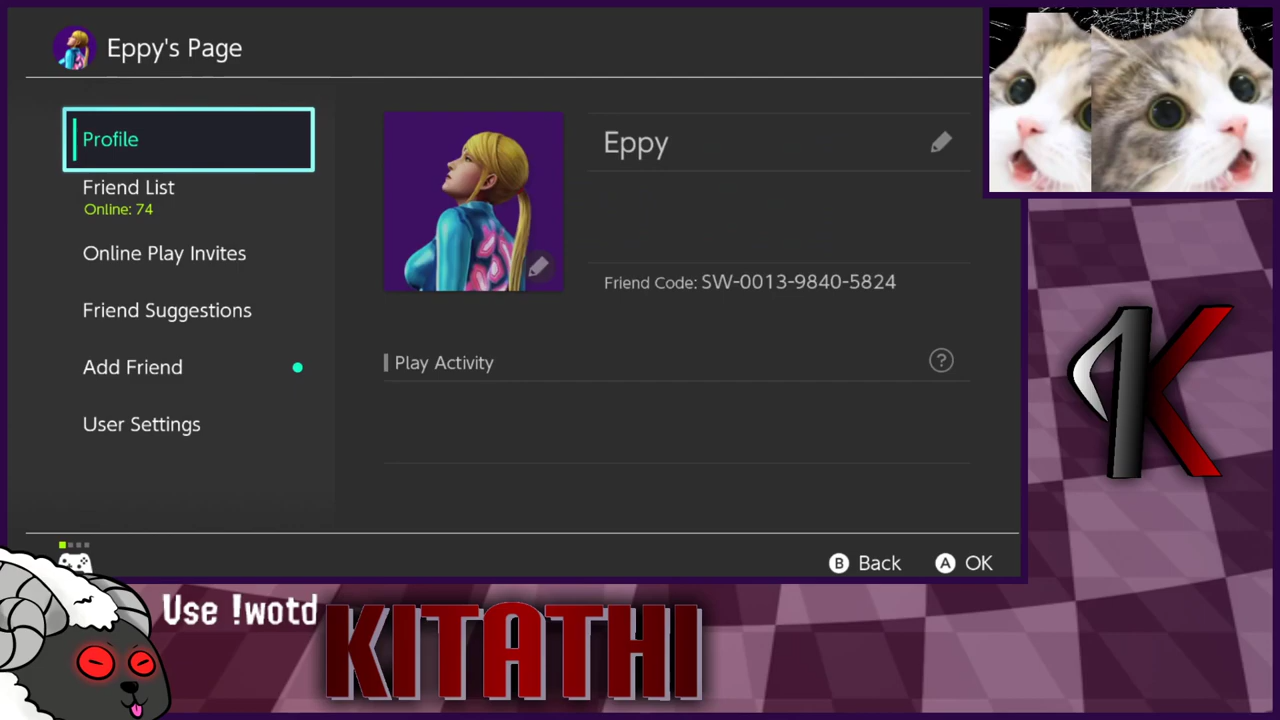 Eppy's Page
Profile
Friend List
Online: 74
Online Play Invites
Friend Suggestions
Add Friend
User Settings
Eppy
Friend Code: SW-0013-9840-5824
Play Activity
?
B Back
A OK
K
Use !wotd
KITATHI